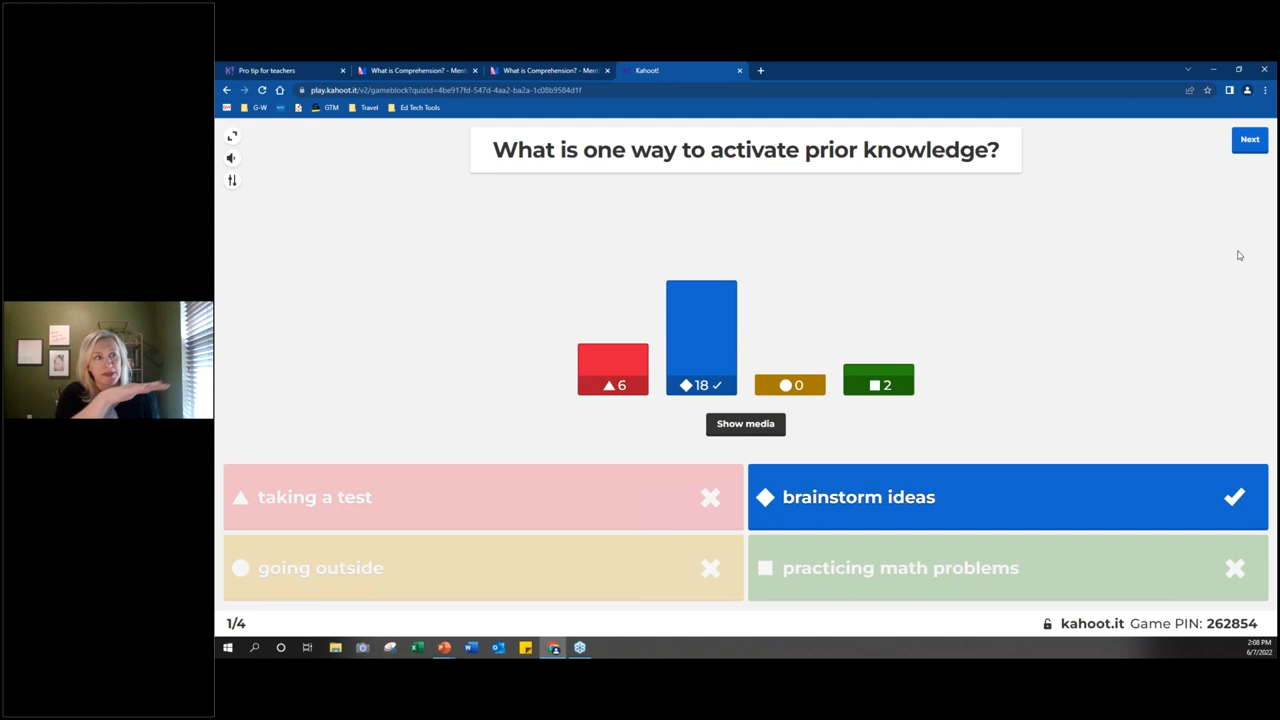 Pro tip for teachers
What is Comprehension? - Ment
What is Comprehension? - Ment
Kahoot!
play.kahoot.it/v2/gameblock?quizId=4be917fd-547d-4aa2-ba2a-1c08b9584d1f
G-W
GTM
Travel
Ed Tech Tools
What is one way to activate prior knowledge?
Next
6
18
0
2
Show media
taking a test
brainstorm ideas
going outside
practicing math problems
1/4
kahoot.it Game PIN: 262854
2:08 PM
6/7/2022